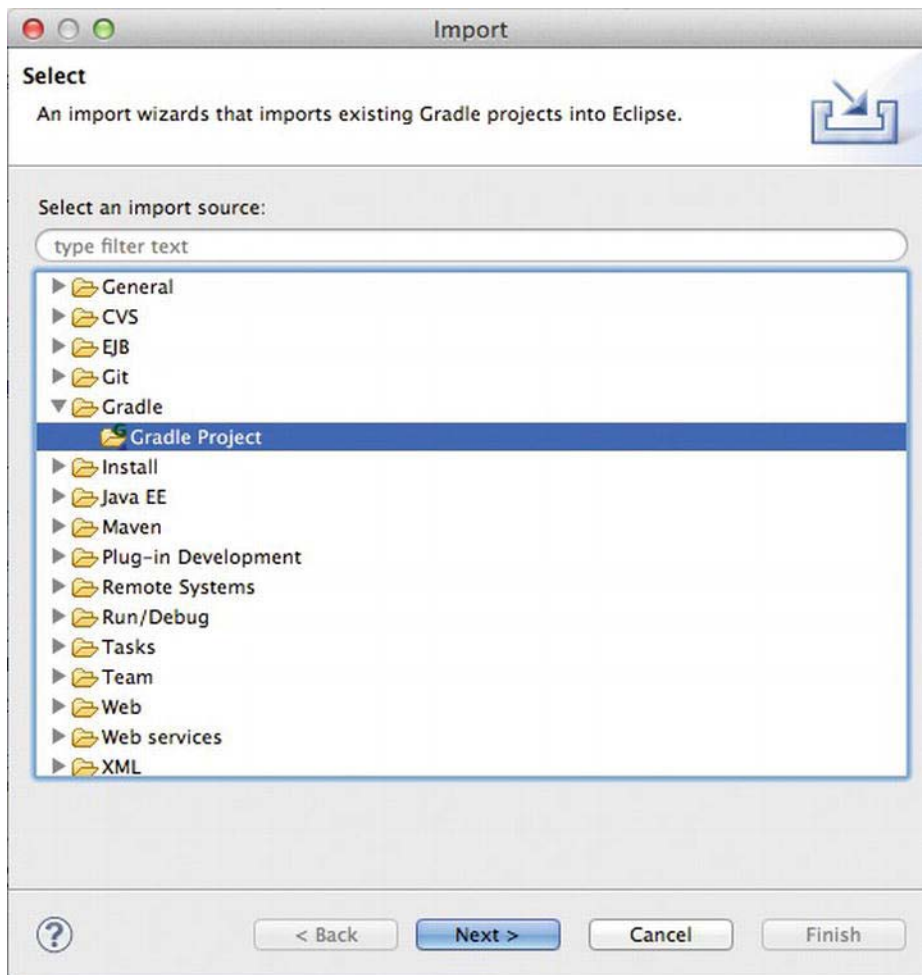 Import
Select
An import wizards that imports existing Gradle projects into Eclipse.
Select an import source:
type filter text
General
CVS
EJB
Git
Gradle
Gradle Project
Install
Java EE
Maven
Plug-in Development
Remote Systems
Run/Debug
Tasks
Team
Web
Web services
XML
? < Back Next > Cancel Finish